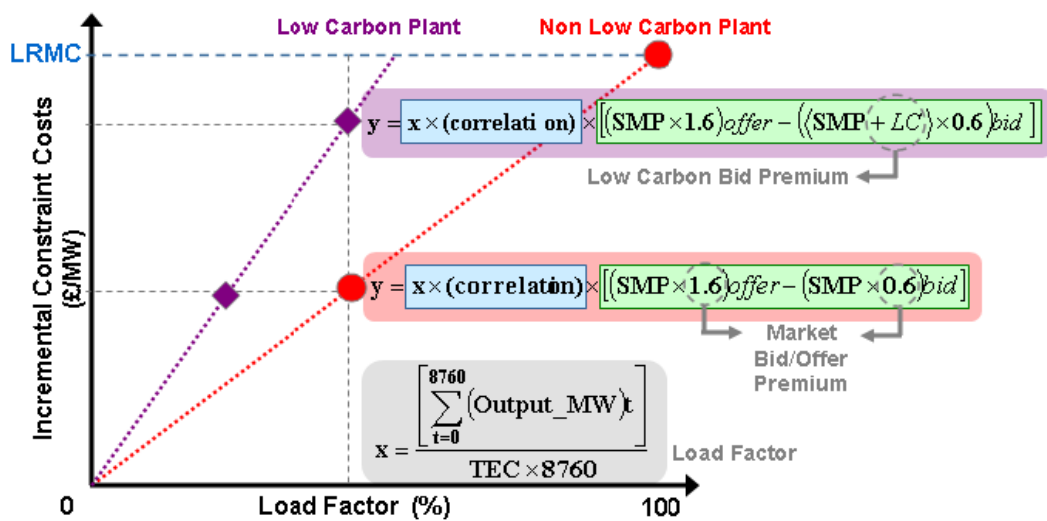 Low Carbon Plant
Non Low Carbon Plant
LRMC
Incremental Constraint Costs
(£/MW)
y = x × (correlati on) × [(SMP × 1.6)offer − (⟨SMP + LC⟩ × 0.6)bid ]
Low Carbon Bid Premium
y = x × (correlation) × [(SMP × 1.6)offer − (SMP × 0.6)bid]
Market
Bid/Offer
Premium
x = [∑ t=0 8760 (Output_MW)t] / TEC × 8760
Load Factor
0
Load Factor (%)
100